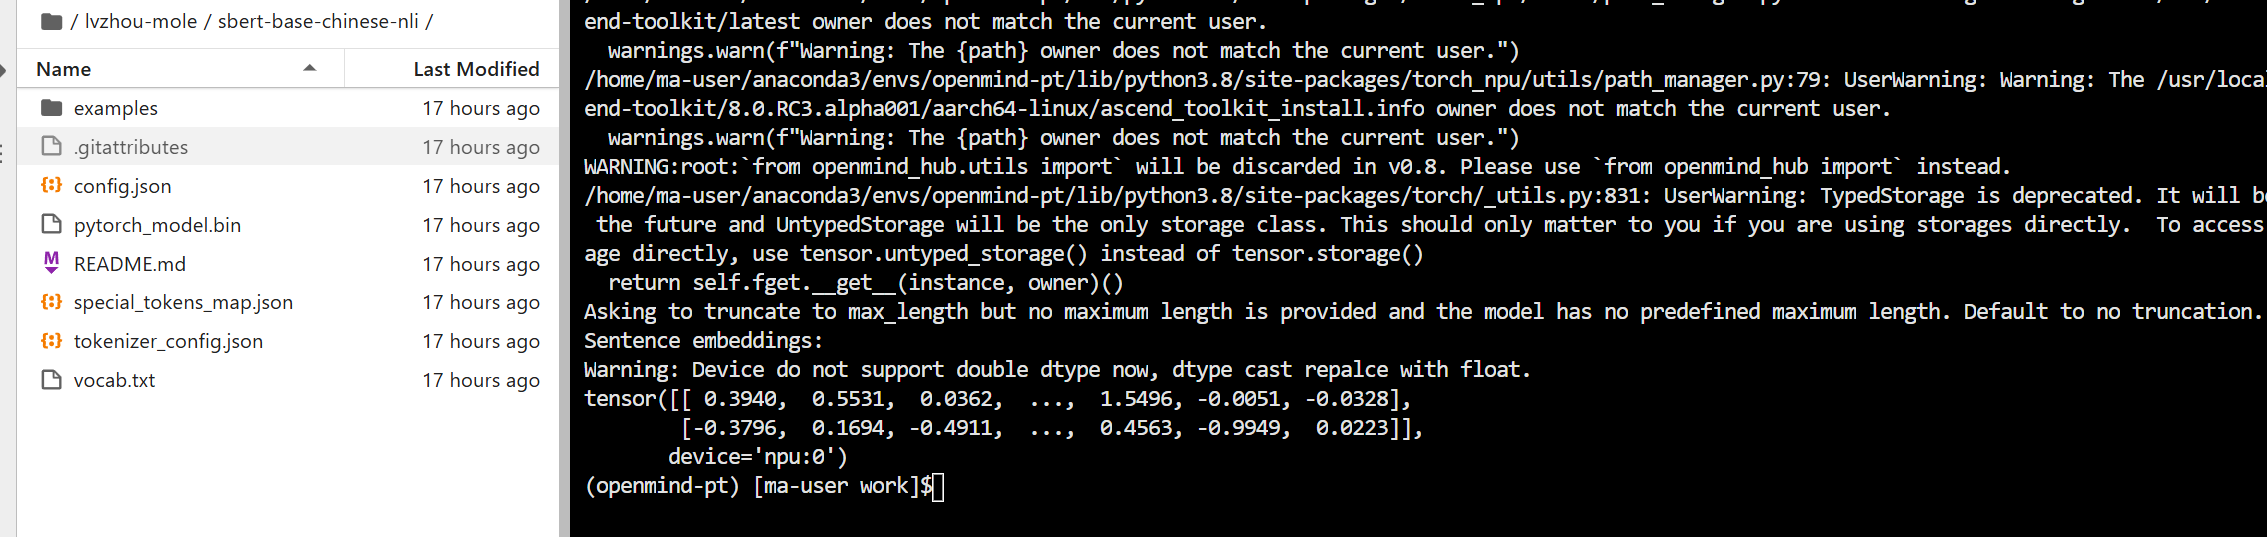 / lvzhou-mole / sbert-base-chinese-nli /
Name Last Modified
examples 17 hours ago
.gitattributes 17 hours ago
config.json 17 hours ago
pytorch_model.bin 17 hours ago
README.md 17 hours ago
special_tokens_map.json 17 hours ago
tokenizer_config.json 17 hours ago
vocab.txt 17 hours ago
end-toolkit/latest owner does not match the current user.
  warnings.warn(f"Warning: The {path} owner does not match the current user.")
/home/ma-user/anaconda3/envs/openmind-pt/lib/python3.8/site-packages/torch_npu/utils/path_manager.py:79: UserWarning: Warning: The /usr/local
end-toolkit/8.0.RC3.alpha001/aarch64-linux/ascend_toolkit_install.info owner does not match the current user.
  warnings.warn(f"Warning: The {path} owner does not match the current user.")
WARNING:root:`from openmind_hub.utils import` will be discarded in v0.8. Please use `from openmind_hub import` instead.
/home/ma-user/anaconda3/envs/openmind-pt/lib/python3.8/site-packages/torch/_utils.py:831: UserWarning: TypedStorage is deprecated. It will be
 the future and UntypedStorage will be the only storage class. This should only matter to you if you are using storages directly.  To access
age directly, use tensor.untyped_storage() instead of tensor.storage()
  return self.fget.__get__(instance, owner)()
Asking to truncate to max_length but no maximum length is provided and the model has no predefined maximum length. Default to no truncation.
Sentence embeddings:
Warning: Device do not support double dtype now, dtype cast repalce with float.
tensor([[ 0.3940,  0.5531,  0.0362,  ...,  1.5496, -0.0051, -0.0328],
        [-0.3796,  0.1694, -0.4911,  ...,  0.4563, -0.9949,  0.0223]],
       device='npu:0')
(openmind-pt) [ma-user work]$